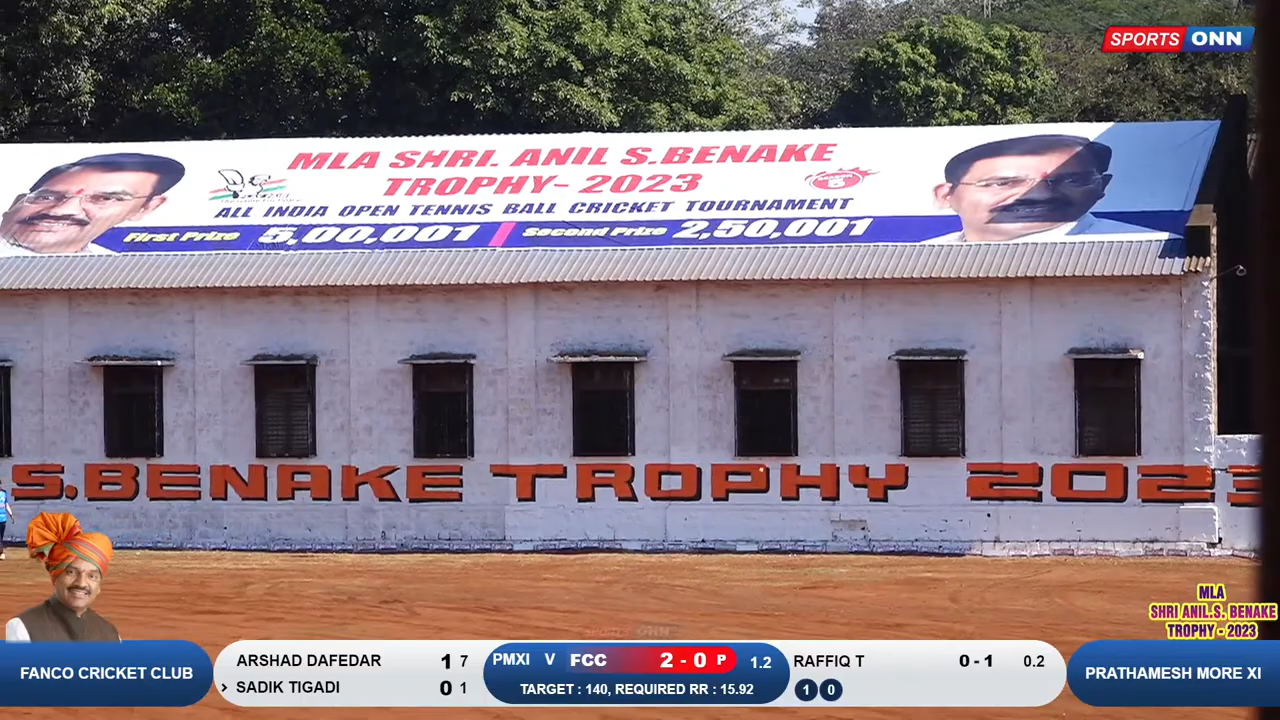 SPORTS ONN
MLA SHRI. ANIL S.BENAKE
TROPHY- 2023
ALL INDIA OPEN TENNIS BALL CRICKET TOURNAMENT
First Prize 5,00,001 Second Prize 2,50,001
S.BENAKE TROPHY 2023
MLA
SHRI ANIL.S. BENAKE
TROPHY - 2023
SPORTS ONN
FANCO CRICKET CLUB
ARSHAD DAFEDAR 1 7
› SADIK TIGADI 0 1
PMXI V FCC 2 - 0 P 1.2
TARGET : 140, REQUIRED RR : 15.92
RAFFIQ T 0 - 1 0.2
1 0
PRATHAMESH MORE XI